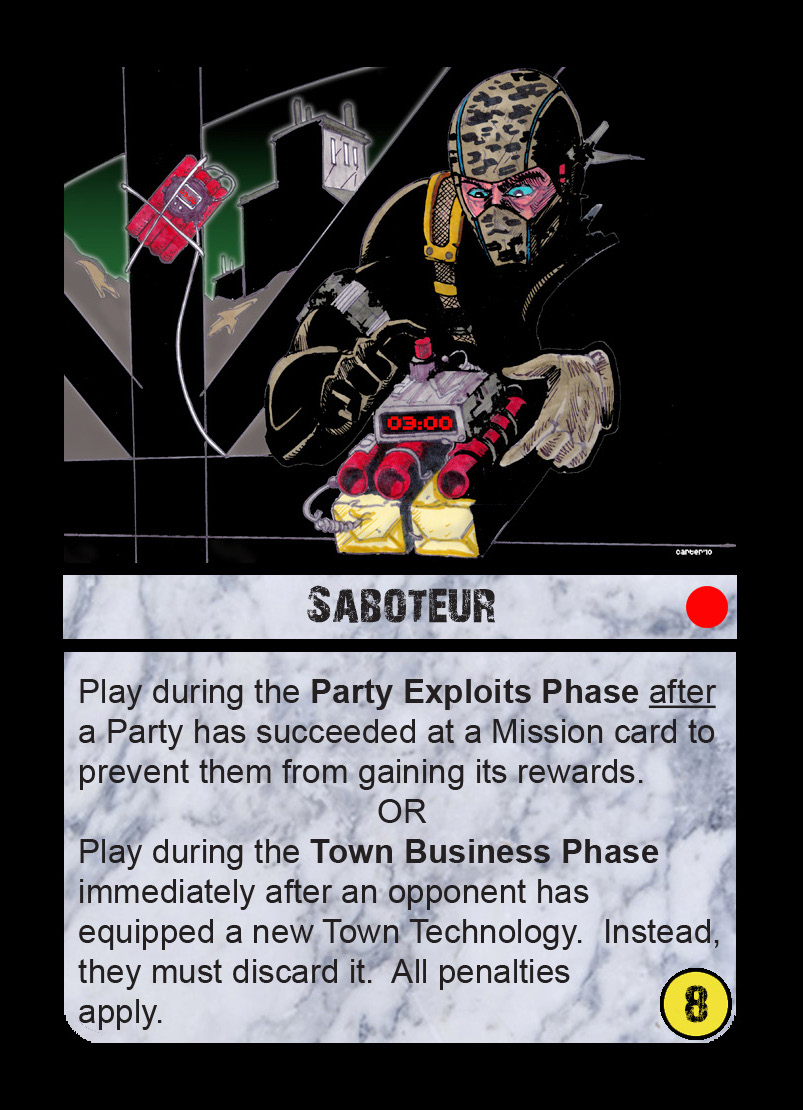 03:00
carter'10
SABOTEUR
Play during the Party Exploits Phase after
a Party has succeeded at a Mission card to
prevent them from gaining its rewards.
OR
Play during the Town Business Phase
immediately after an opponent has
equipped a new Town Technology.  Instead,
they must discard it.  All penalties
apply.
8